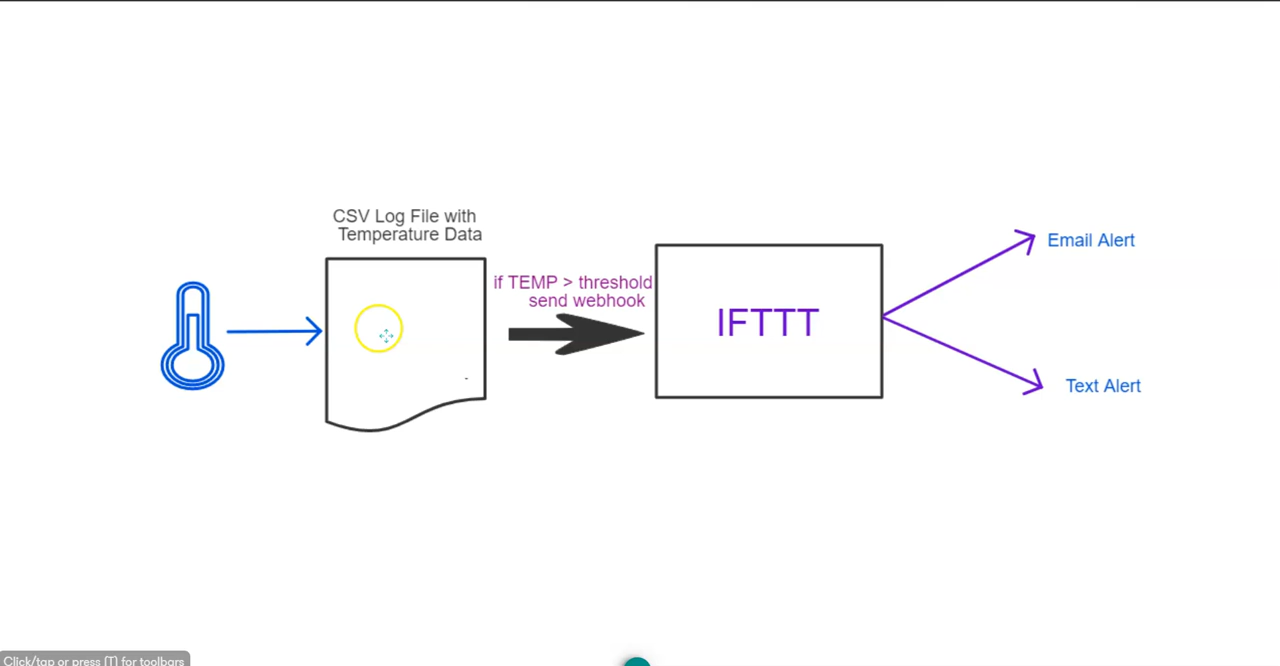 CSV Log File with
Temperature Data
if TEMP > threshold
send webhook
IFTTT
Email Alert
Text Alert
Click/tap or press [T] for toolbars